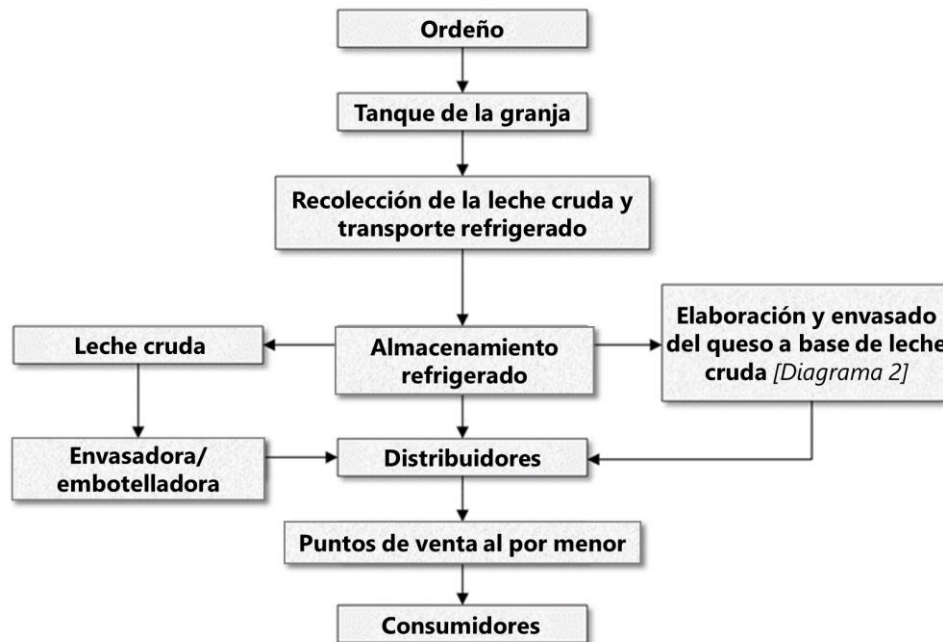 Ordeño
Tanque de la granja
Recolección de la leche cruda y
transporte refrigerado
Leche cruda
Almacenamiento
refrigerado
Elaboración y envasado
del queso a base de leche
cruda [Diagrama 2]
Envasadora/
embotelladora
Distribuidores
Puntos de venta al por menor
Consumidores